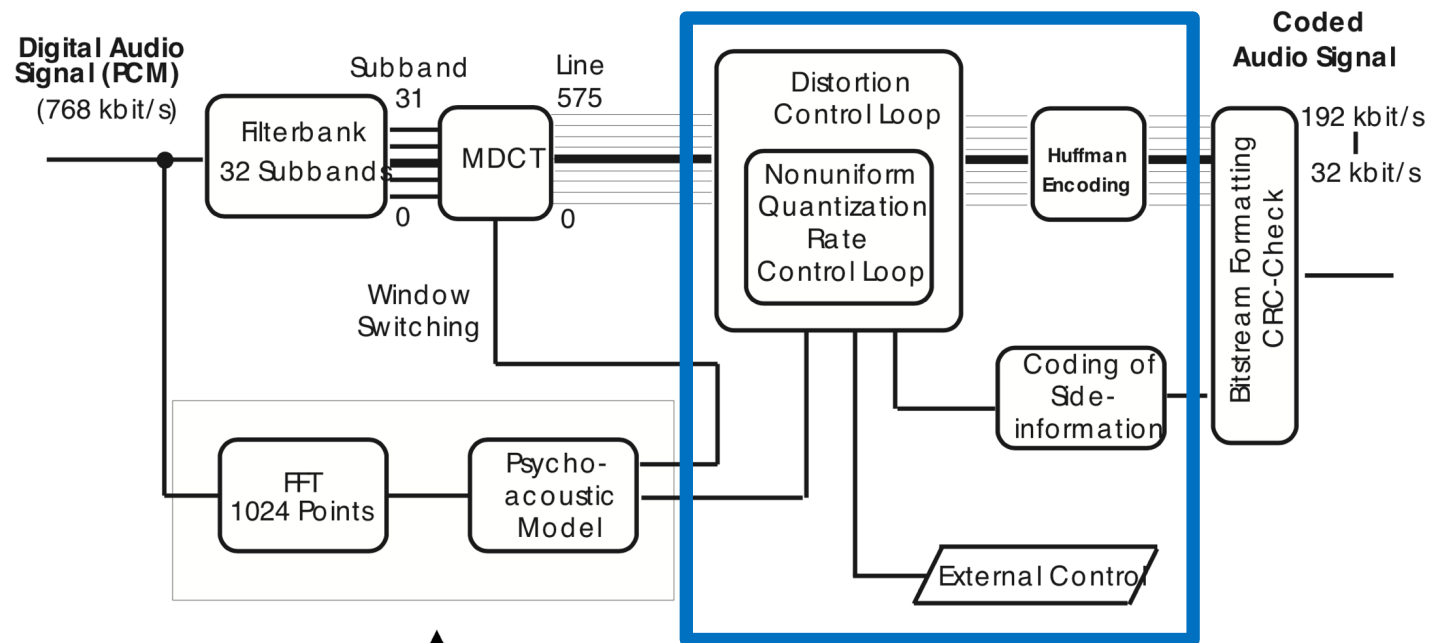 Digital Audio
Signal (PCM)
(768 kbit/s)
Filterbank
32 Subbands
Subband
31
0
MDCT
Line
575
0
Window
Switching
FFT
1024 Points
Psycho-
acoustic
Model
Distortion
Control Loop
Nonuniform
Quantization
Rate
Control Loop
Huffman
Encoding
Coding of
Side-
information
External Control
Bitstream Formatting
CRC-Check
Coded
Audio Signal
192 kbit/s
32 kbit/s